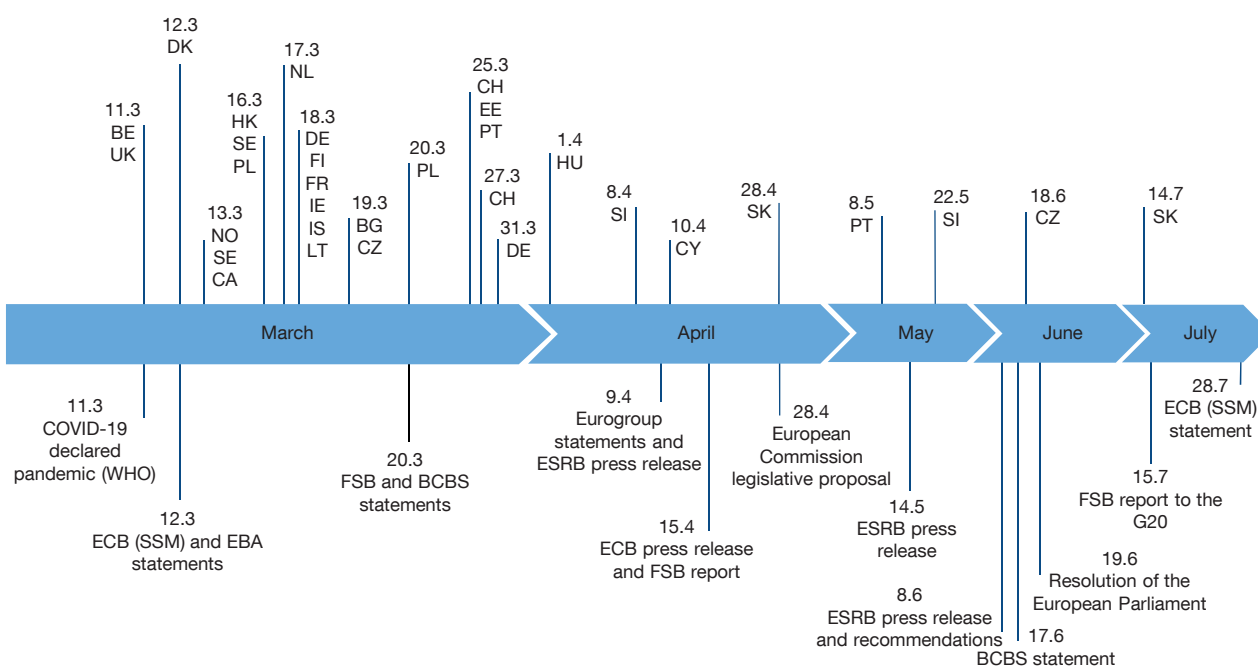 11.3
BE
UK
12.3
DK
13.3
NO
SE
CA
16.3
HK
SE
PL
17.3
NL
18.3
DE
FI
FR
IE
IS
LT
19.3
BG
CZ
20.3
PL
25.3
CH
EE
PT
27.3
CH
31.3
DE
1.4
HU
8.4
SI
10.4
CY
28.4
SK
8.5
PT
22.5
SI
18.6
CZ
14.7
SK
March
April
May
June
July
11.3
COVID-19
declared
pandemic (WHO)
12.3
ECB (SSM) and EBA
statements
20.3
FSB and BCBS
statements
9.4
Eurogroup
statements and
ESRB press release
15.4
ECB press release
and FSB report
28.4
European
Commission
legislative proposal
14.5
ESRB press
release
8.6
ESRB press release
and recommendations
17.6
BCBS statement
19.6
Resolution of the
European Parliament
15.7
FSB report to the
G20
28.7
ECB (SSM)
statement